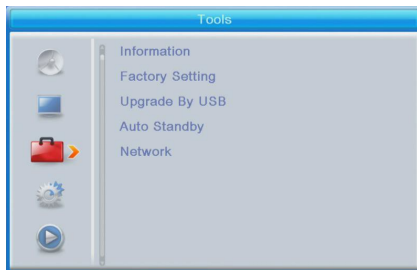 Tools
Information
Factory Setting
Upgrade By USB
Auto Standby
Network